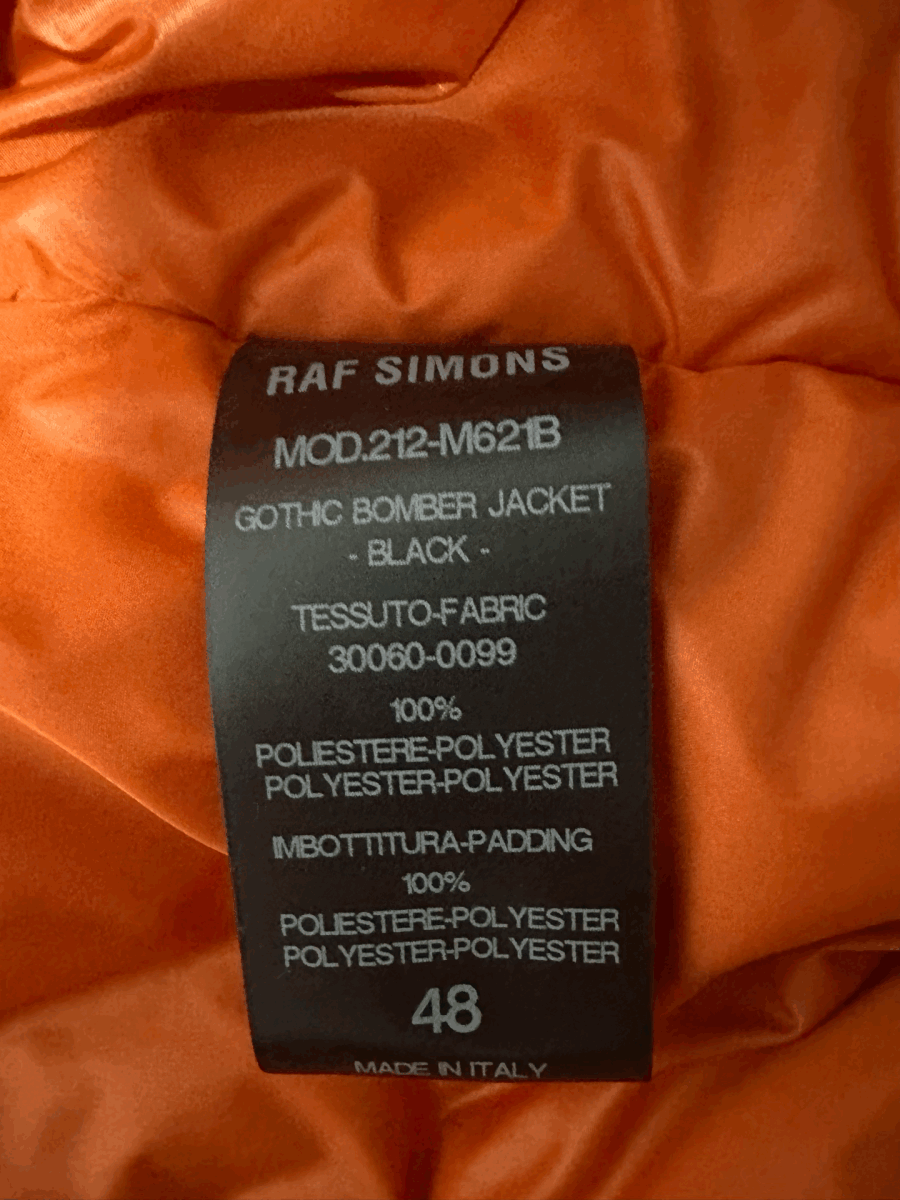 RAF SIMONS
MOD.212-M621B
GOTHIC BOMBER JACKET
- BLACK -
TESSUTO-FABRIC
30060-0099
100%
POLIESTERE-POLYESTER
POLYESTER-POLYESTER
IMBOTTITURA-PADDING
100%
POLIESTERE-POLYESTER
POLYESTER-POLYESTER
48
MADE IN ITALY